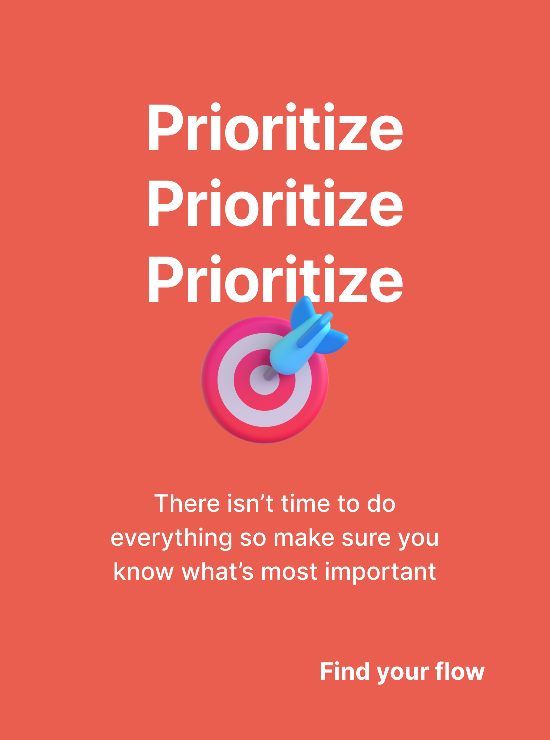 Prioritize
Prioritize
Prioritize
There isn’t time to do
everything so make sure you
know what’s most important
Find your flow